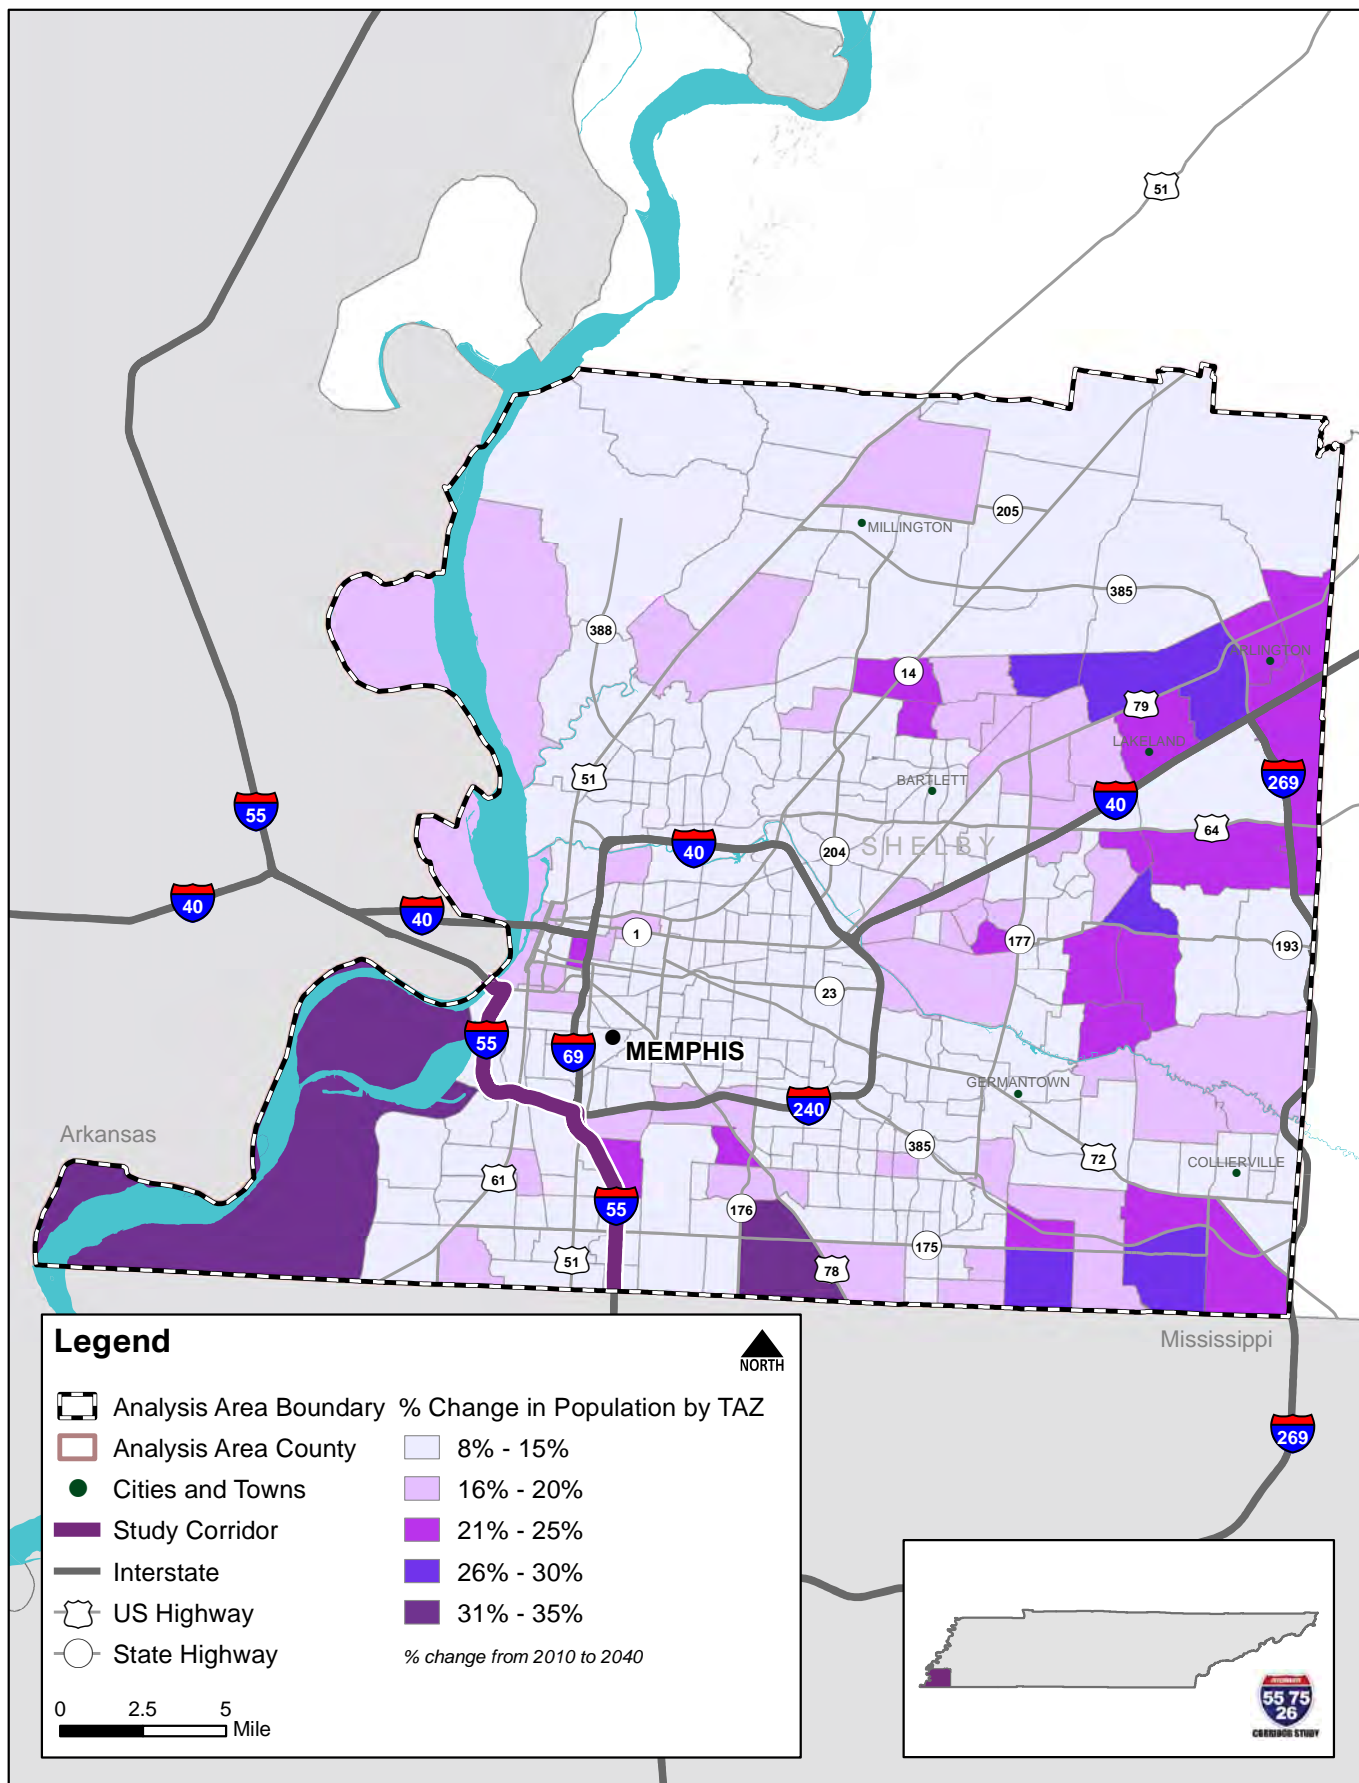 51
MILLINGTON
205
385
388
14
ARLINGTON
79
LAKELAND
51
BARTLETT
269
40
55
64
SHELBY
40
204
40
40
1
177
193
23
55
69
MEMPHIS
GERMANTOWN
240
Arkansas
385
72
COLLIERVILLE
61
55
176
175
51
78
Mississippi
Legend
NORTH
Analysis Area Boundary
Analysis Area County
Cities and Towns
Study Corridor
Interstate
US Highway
State Highway
0 2.5 5
Mile
% Change in Population by TAZ
8% - 15%
16% - 20%
21% - 25%
26% - 30%
31% - 35%
% change from 2010 to 2040
269
55 75
26
CORRIDOR STUDY